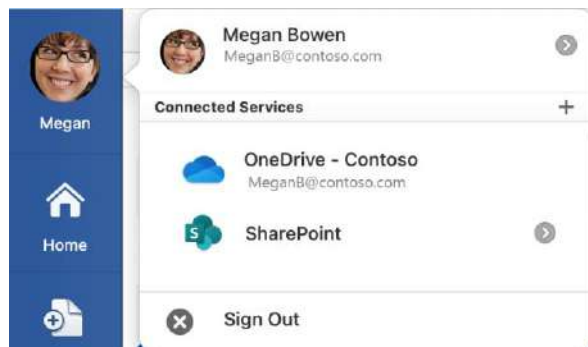 Megan
Home
Megan Bowen
MeganB@contoso.com
Connected Services
OneDrive - Contoso
MeganB@contoso.com
S
SharePoint
Sign Out